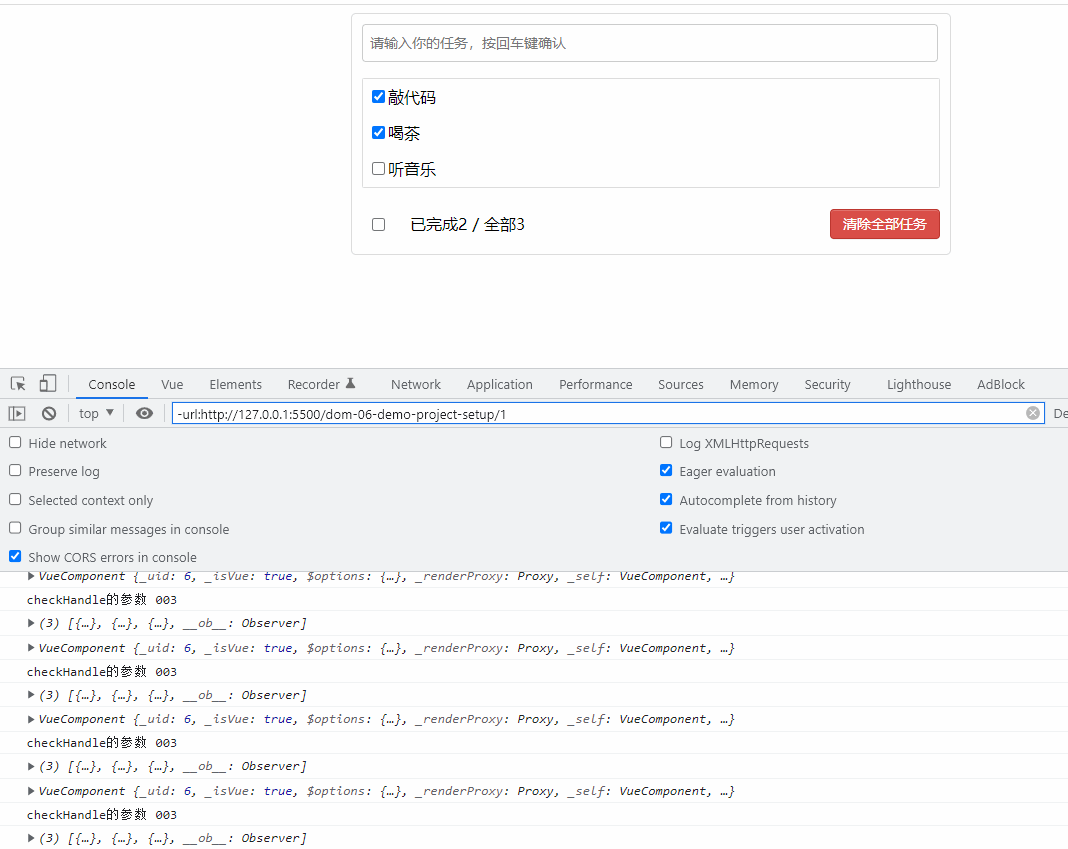 请输入你的任务，按回车键确认
敲代码
喝茶
听音乐
已完成2 / 全部3
清除全部任务
Console Vue Elements Recorder Network Application Performance Sources Memory Security Lighthouse AdBlock
top ▼ -url:http://127.0.0.1:5500/dom-06-demo-project-setup/1 De
Hide network
Log XMLHttpRequests
Preserve log
Eager evaluation
Selected context only
Autocomplete from history
Group similar messages in console
Evaluate triggers user activation
Show CORS errors in console
▶VueComponent {_uid: 6, _isVue: true, $options: {…}, _renderProxy: Proxy, _self: VueComponent, …}
checkHandle的参数 003
▶(3) [{…}, {…}, {…}, __ob__: Observer]
▶VueComponent {_uid: 6, _isVue: true, $options: {…}, _renderProxy: Proxy, _self: VueComponent, …}
checkHandle的参数 003
▶(3) [{…}, {…}, {…}, __ob__: Observer]
▶VueComponent {_uid: 6, _isVue: true, $options: {…}, _renderProxy: Proxy, _self: VueComponent, …}
checkHandle的参数 003
▶(3) [{…}, {…}, {…}, __ob__: Observer]
▶VueComponent {_uid: 6, _isVue: true, $options: {…}, _renderProxy: Proxy, _self: VueComponent, …}
checkHandle的参数 003
▶(3) [{…}, {…}, {…}, __ob__: Observer]